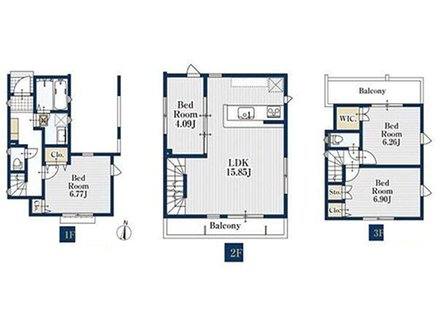 Clo.
Bed
Room
6.77J
1F
Bed
Room
4.09J
LDK
15.85J
Balcony
2F
Balcony
WIC.
Bed
Room
6.26J
Sto.
Bed
Room
6.90J
Clo.
3F